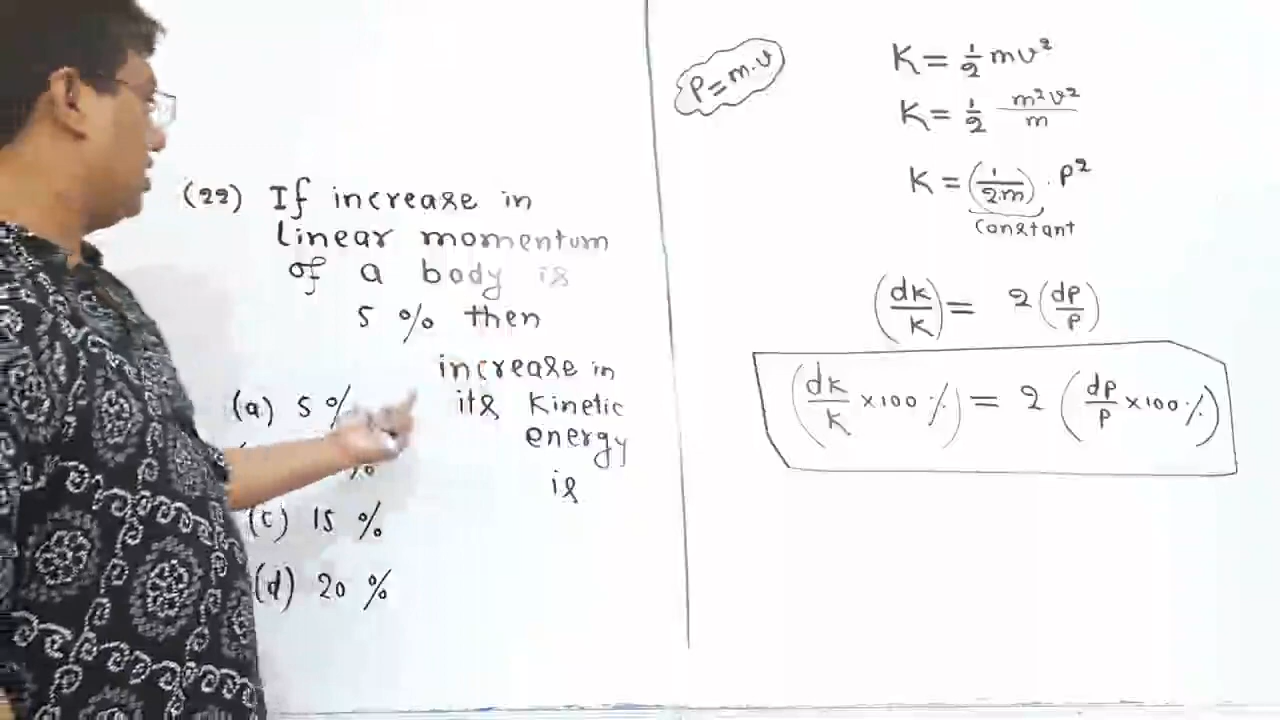 (22) If increase in
linear momentum
of a body is
5 % then
increase in
its kinetic
energy
is
(a) 5 %
%
(c) 15 %
(d) 20 %
P = m.v
K = 1/2 mv²
K = 1/2 m²v²/m
K = (1/2m) . P²
constant
(dK/K) = 2 (dP/P)
(dK/K ×100 %) = 2 (dP/P ×100 %)